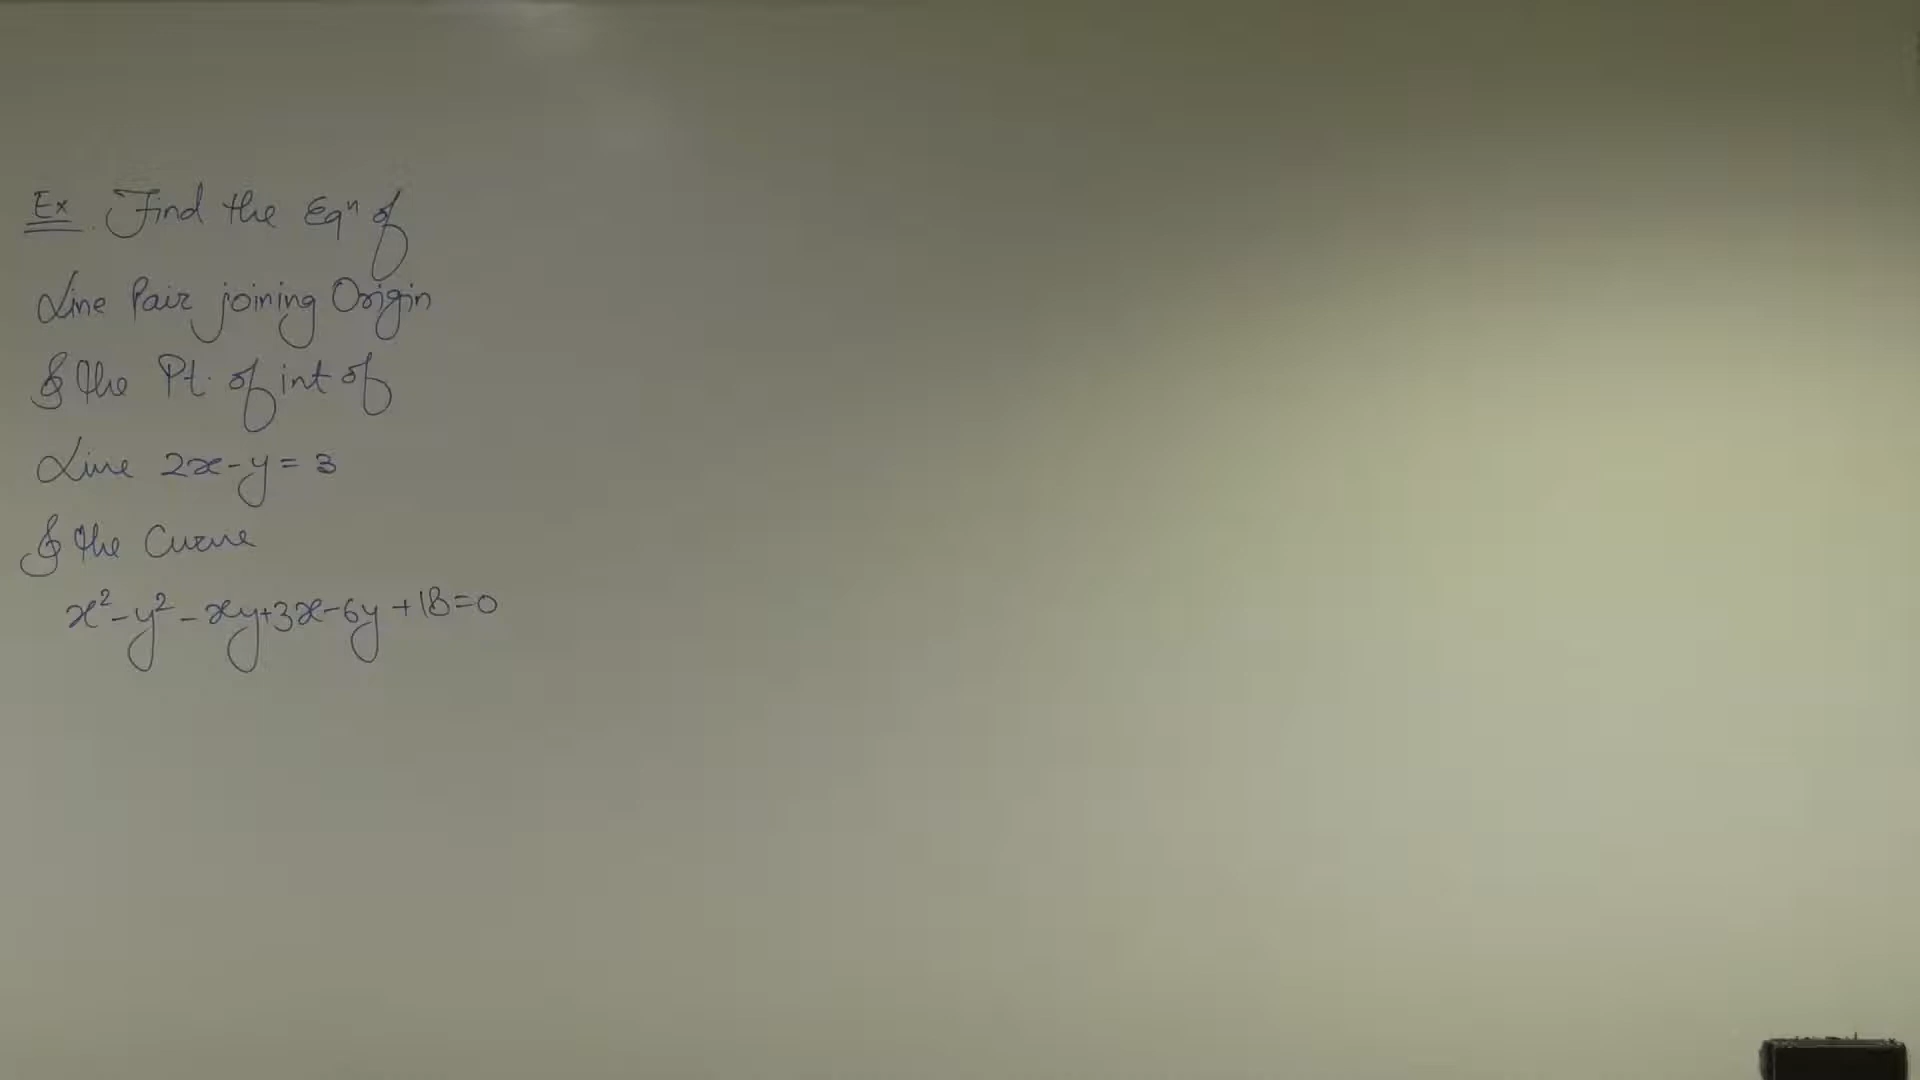 Ex. Find the Eqⁿ of
Line Pair joining Origin
& the Pt. of int of
Line 2x-y=3
& the Curve
x²-y²-xy+3x-6y+18=0